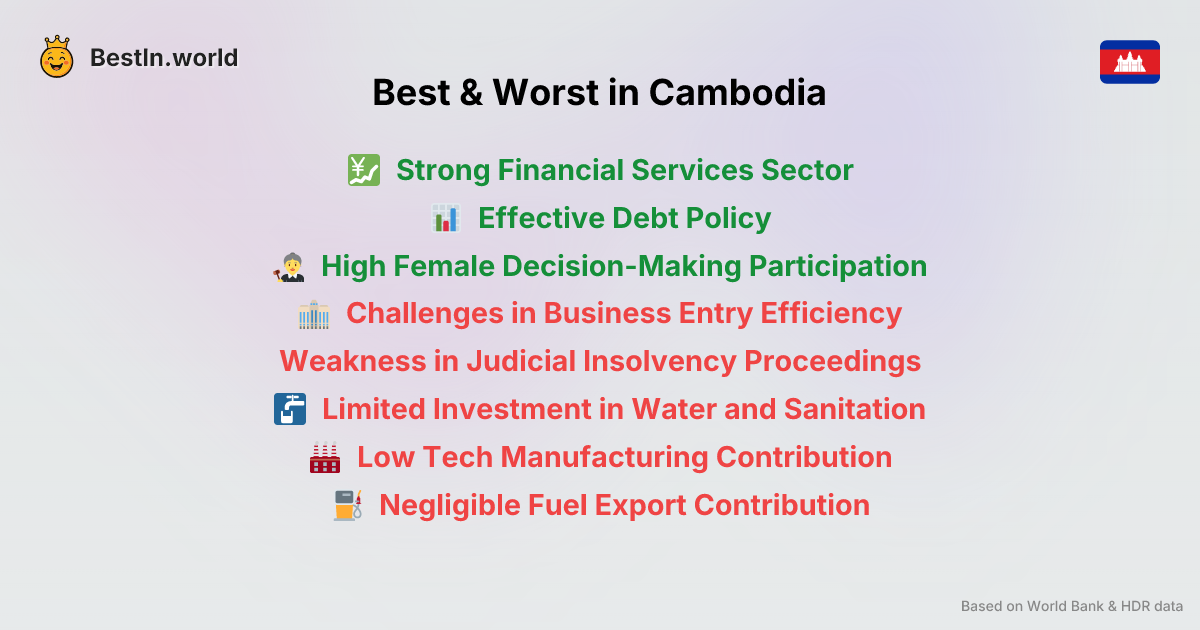 BestIn.world
Best & Worst in Cambodia
Strong Financial Services Sector
Effective Debt Policy
High Female Decision-Making Participation
Challenges in Business Entry Efficiency
Weakness in Judicial Insolvency Proceedings
Limited Investment in Water and Sanitation
Low Tech Manufacturing Contribution
Negligible Fuel Export Contribution
Based on World Bank & HDR data